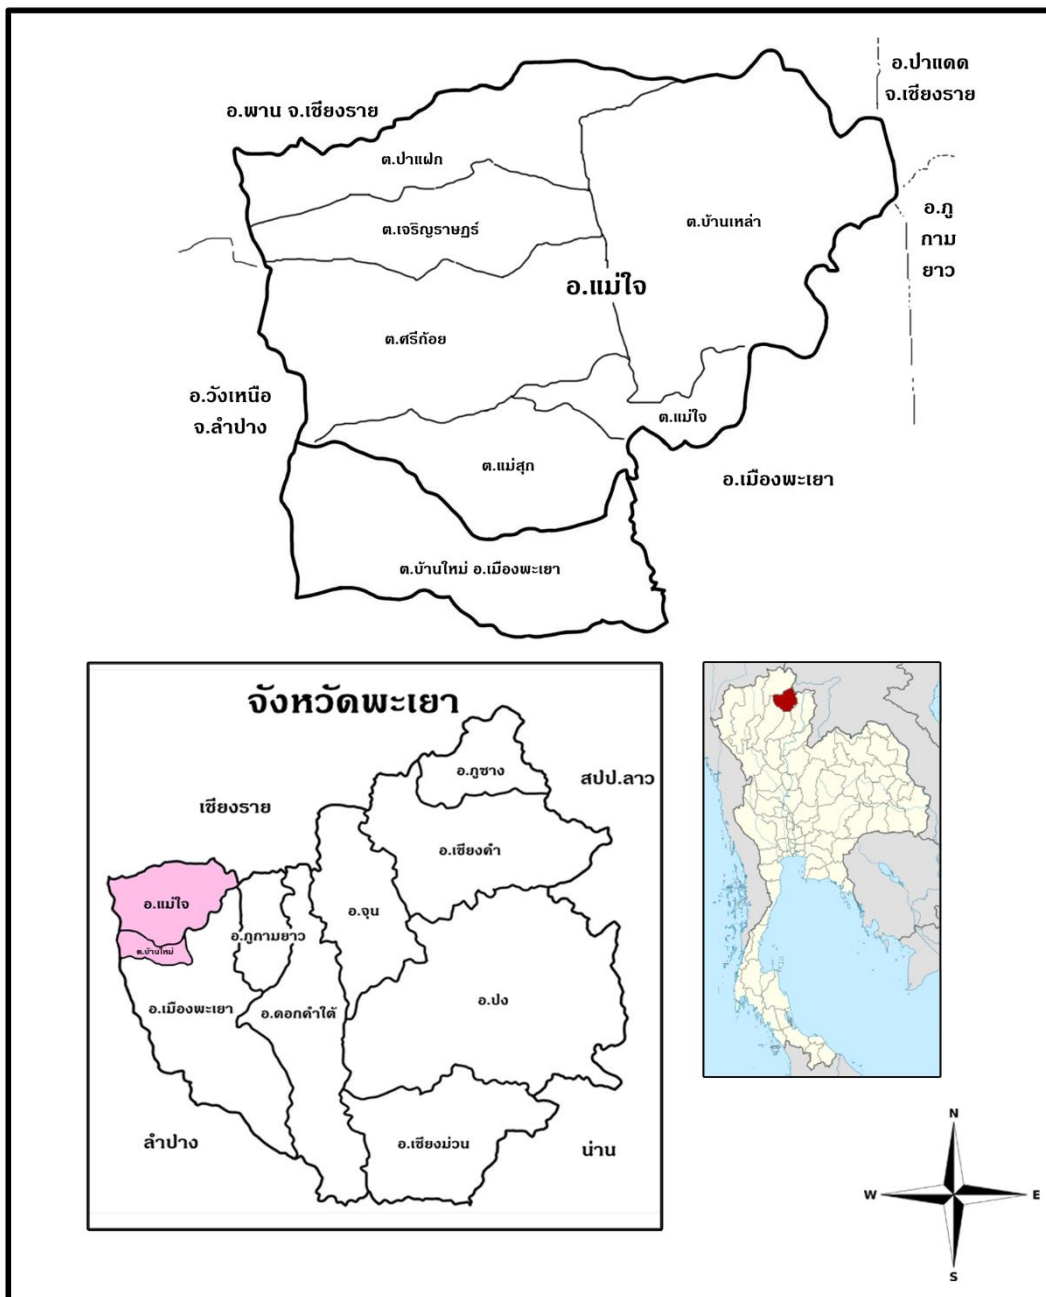 อ.ป่าแดด
จ.เชียงราย
อ.พาน จ.เชียงราย
ต.ป่าแฝก
อ.ภู
กาม
ยาว
ต.บ้านเหล่า
ต.เจริญราษฎร์
อ.แม่ใจ
ต.ศรีถ้อย
อ.วังเหนือ
จ.ลำปาง
ต.แม่ใจ
ต.แม่สุก
อ.เมืองพะเยา
ต.บ้านใหม่ อ.เมืองพะเยา
จังหวัดพะเยา
อ.ภูซาง
สปป.ลาว
เชียงราย
อ.เชียงคำ
อ.แม่ใจ
อ.จุน
อ.ภูกามยาว
ต.บ้านใหม่
อ.ปง
อ.เมืองพะเยา
อ.ดอกคำใต้
ลำปาง
อ.เชียงม่วน
น่าน
N
W
E
S